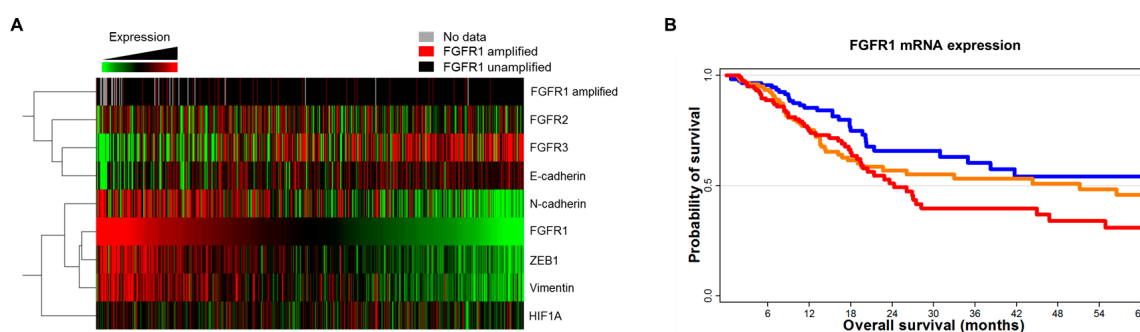 A
Expression
No data
FGFR1 amplified
FGFR1 unamplified
FGFR1 amplified
FGFR2
FGFR3
E-cadherin
N-cadherin
FGFR1
ZEB1
Vimentin
HIF1A
B
FGFR1 mRNA expression
Probability of survival
1.0
0.5
0.0
6 12 18 24 30 36 42 48 54
Overall survival (months)